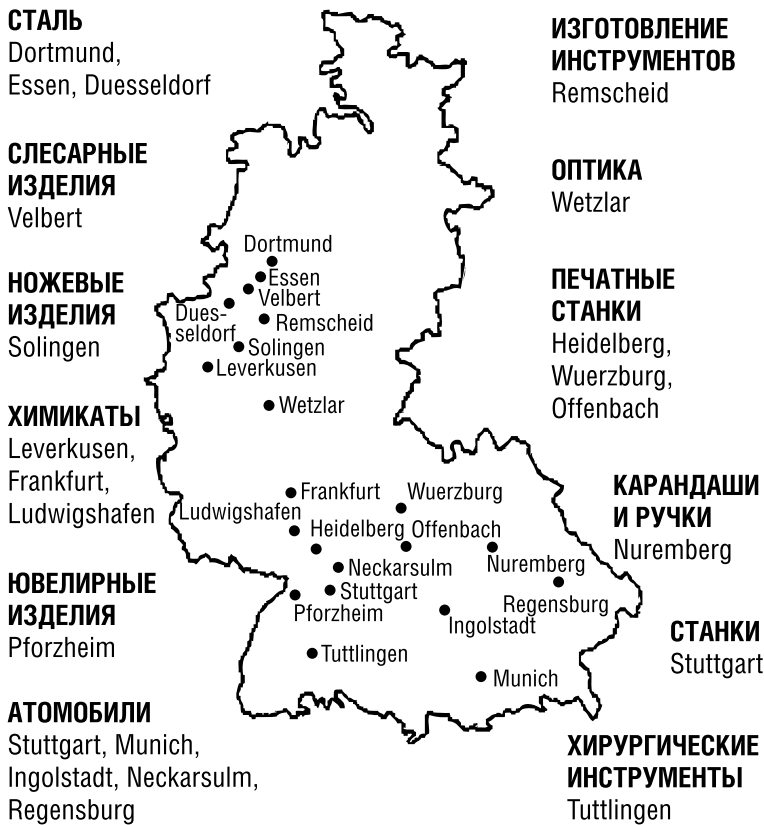 СТАЛЬ
Dortmund,
Essen, Duesseldorf
СЛЕСАРНЫЕ
ИЗДЕЛИЯ
Velbert
НОЖЕВЫЕ
ИЗДЕЛИЯ
Solingen
ХИМИКАТЫ
Leverkusen,
Frankfurt,
Ludwigshafen
ЮВЕЛИРНЫЕ
ИЗДЕЛИЯ
Pforzheim
АТОМОБИЛИ
Stuttgart, Munich,
Ingolstadt, Neckarsulm,
Regensburg
Dortmund
Essen
Velbert
Dues-
seldorf
Remscheid
Solingen
Leverkusen
Wetzlar
Frankfurt
Wuerzburg
Ludwigshafen
Heidelberg
Offenbach
Neckarsulm
Nuremberg
Stuttgart
Regensburg
Pforzheim
Ingolstadt
Tuttlingen
Munich
ИЗГОТОВЛЕНИЕ
ИНСТРУМЕНТОВ
Remscheid
ОПТИКА
Wetzlar
ПЕЧАТНЫЕ
СТАНКИ
Heidelberg,
Wuerzburg,
Offenbach
КАРАНДАШИ
И РУЧКИ
Nuremberg
СТАНКИ
Stuttgart
ХИРУРГИЧЕСКИЕ
ИНСТРУМЕНТЫ
Tuttlingen